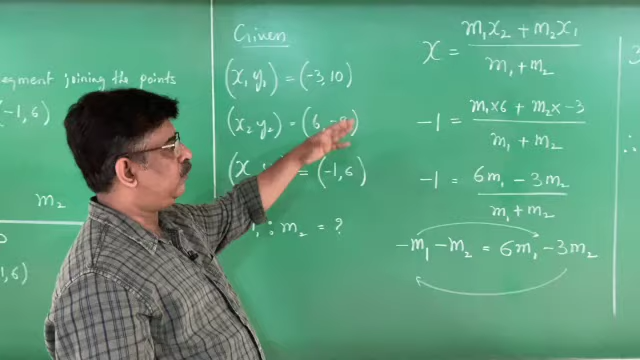 segment joining the points
(-1,6)
m₂
,6)
Given
(x₁ y₁) = (-3,10)
(x₂ y₂) = (6,-8)
(x y) = (-1,6)
: m₂ = ?
x = (m₁x₂ + m₂x₁)/(m₁+m₂)
-1 = (m₁×6 + m₂×-3)/(m₁+m₂)
-1 = (6m₁ - 3m₂)/(m₁+m₂)
-m₁-m₂ = 6m₁-3m₂
3
∴